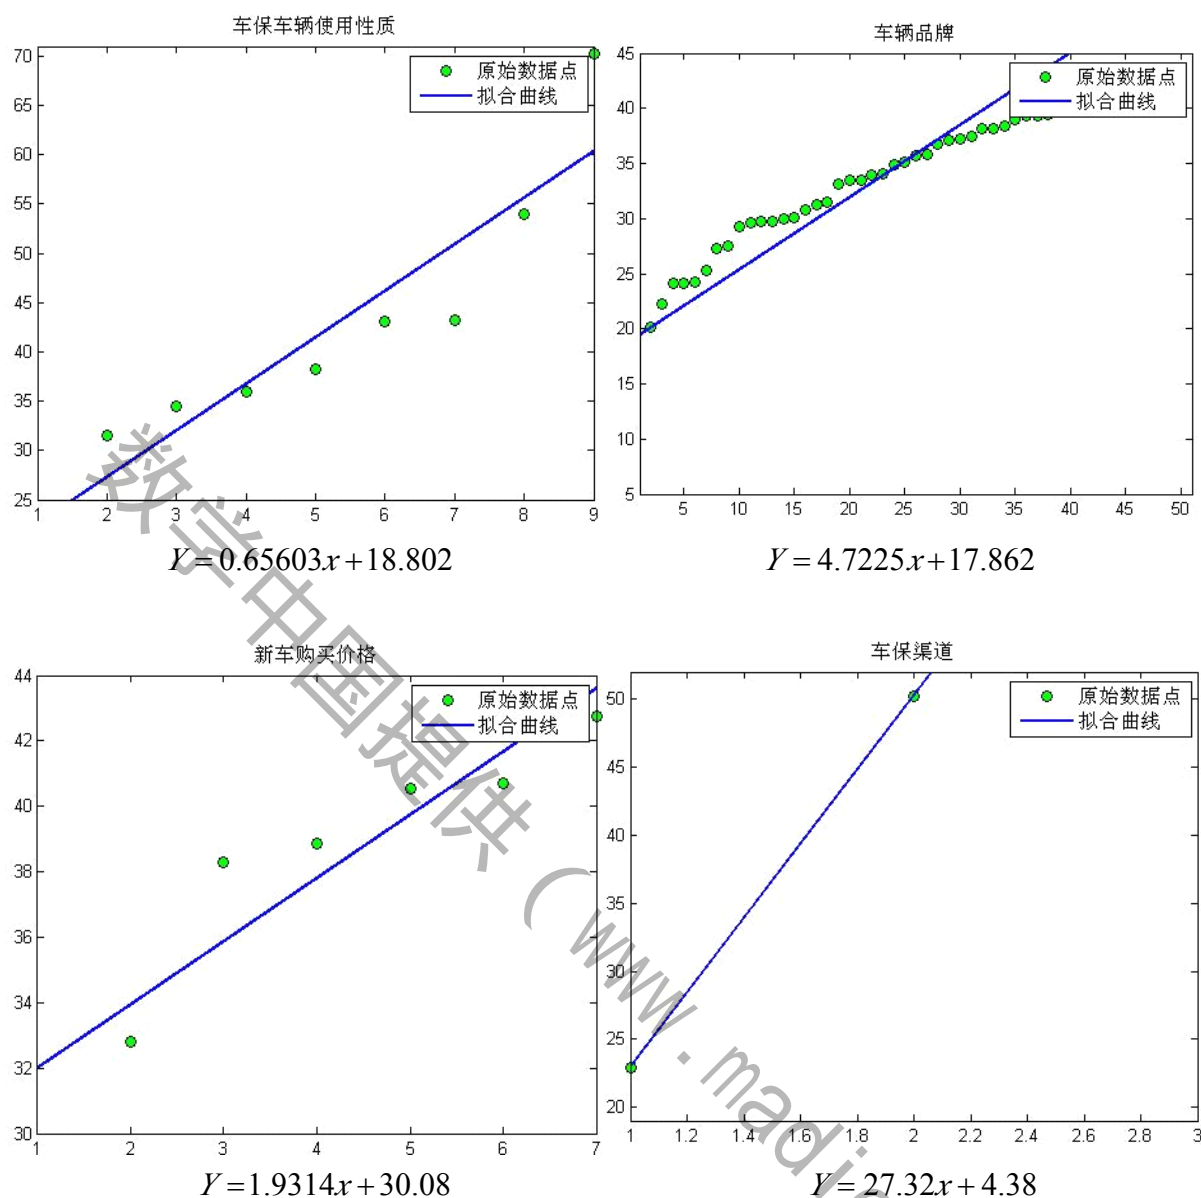 车保车辆使用性质
70
65
60
55
50
45
40
35
30
25
1 2 3 4 5 6 7 8 9
原始数据点
拟合曲线
Y=0.65603x+18.802
车辆品牌
45
40
35
30
25
20
15
10
5
5 10 15 20 25 30 35 40 45 50
原始数据点
拟合曲线
Y=4.7225x+17.862
新车购买价格
44
42
40
38
36
34
32
30
1 2 3 4 5 6 7
原始数据点
拟合曲线
Y=1.9314x+30.08
车保渠道
50
45
40
35
30
25
20
1 1.2 1.4 1.6 1.8 2 2.2 2.4 2.6 2.8 3
原始数据点
拟合曲线
Y=27.32x+4.38
数学中国提供（www.madio